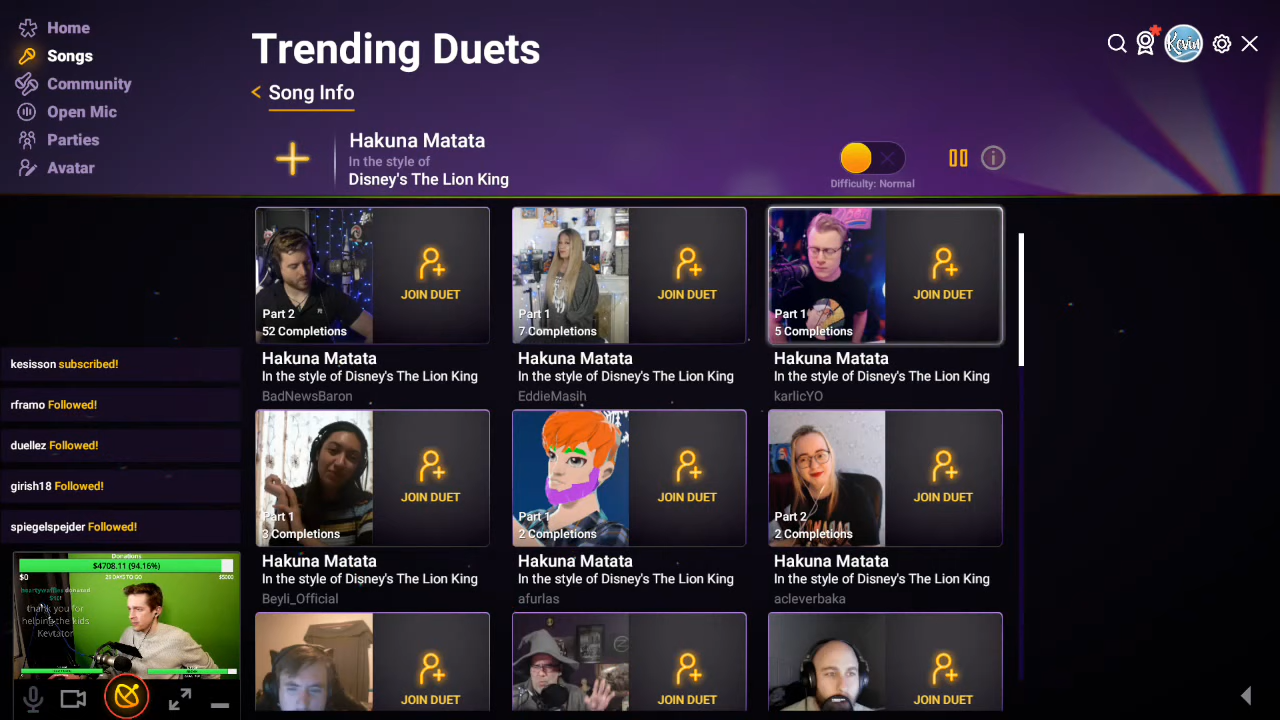 Home
Songs
Community
Open Mic
Parties
Avatar
Trending Duets
Song Info
Kevin
Hakuna Matata
In the style of
Disney's The Lion King
Difficulty: Normal
JOIN DUET
Part 2
52 Completions
Hakuna Matata
In the style of Disney's The Lion King
BadNewsBaron
JOIN DUET
Part 1
7 Completions
Hakuna Matata
In the style of Disney's The Lion King
EddieMasih
JOIN DUET
Part 1
5 Completions
Hakuna Matata
In the style of Disney's The Lion King
karlicYO
JOIN DUET
Part 1
3 Completions
Hakuna Matata
In the style of Disney's The Lion King
Beyli_Official
JOIN DUET
Part 1
2 Completions
Hakuna Matata
In the style of Disney's The Lion King
afurlas
JOIN DUET
Part 2
2 Completions
Hakuna Matata
In the style of Disney's The Lion King
acleverbaka
JOIN DUET
JOIN DUET
JOIN DUET
kesisson subscribed!
rframo Followed!
duellez Followed!
girish18 Followed!
spiegelspejder Followed!
Donations
$4708.11 (94.16%)
$0
20 DAYS TO GO
$5000
donated
thank you for
helping the kids
Kevtator